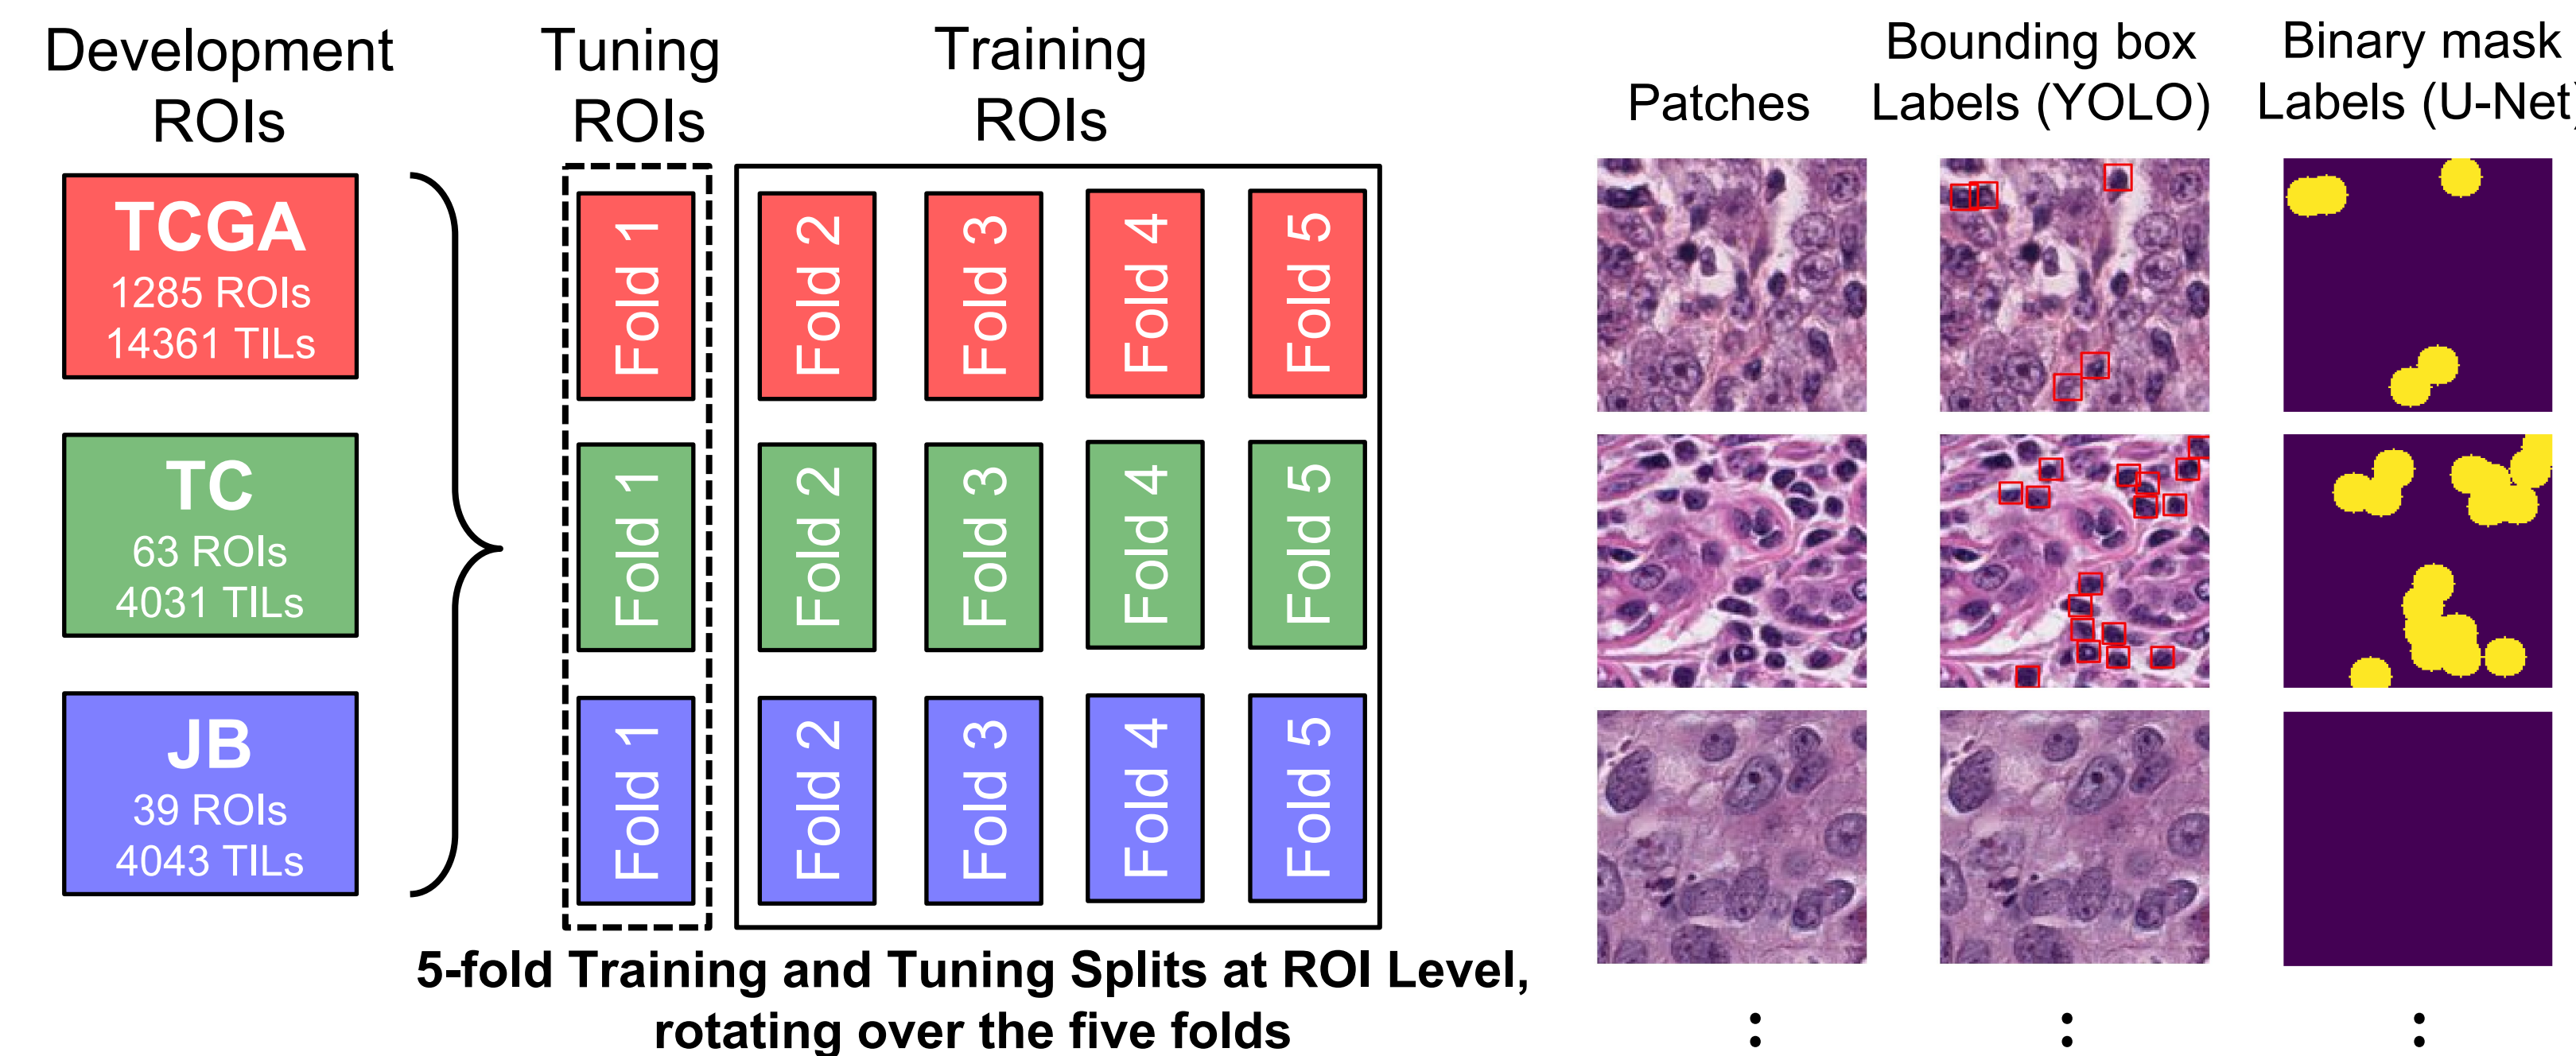 Development
ROIs
Tuning
ROIs
Training
ROIs
Patches
Bounding box
Labels (YOLO)
Binary mask
Labels (U-Net)
TCGA
1285 ROIs
14361 TILs
TC
63 ROIs
4031 TILs
JB
39 ROIs
4043 TILs
Fold 1
Fold 2
Fold 3
Fold 4
Fold 5
Fold 1
Fold 2
Fold 3
Fold 4
Fold 5
Fold 1
Fold 2
Fold 3
Fold 4
Fold 5
5-fold Training and Tuning Splits at ROI Level,
rotating over the five folds